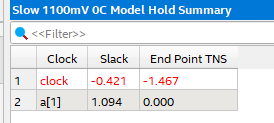 Slow 1100mV 0C Model Hold Summary
<<Filter>>
Clock Slack End Point TNS
1 clock -0.421 -1.467
2 a[1] 1.094 0.000